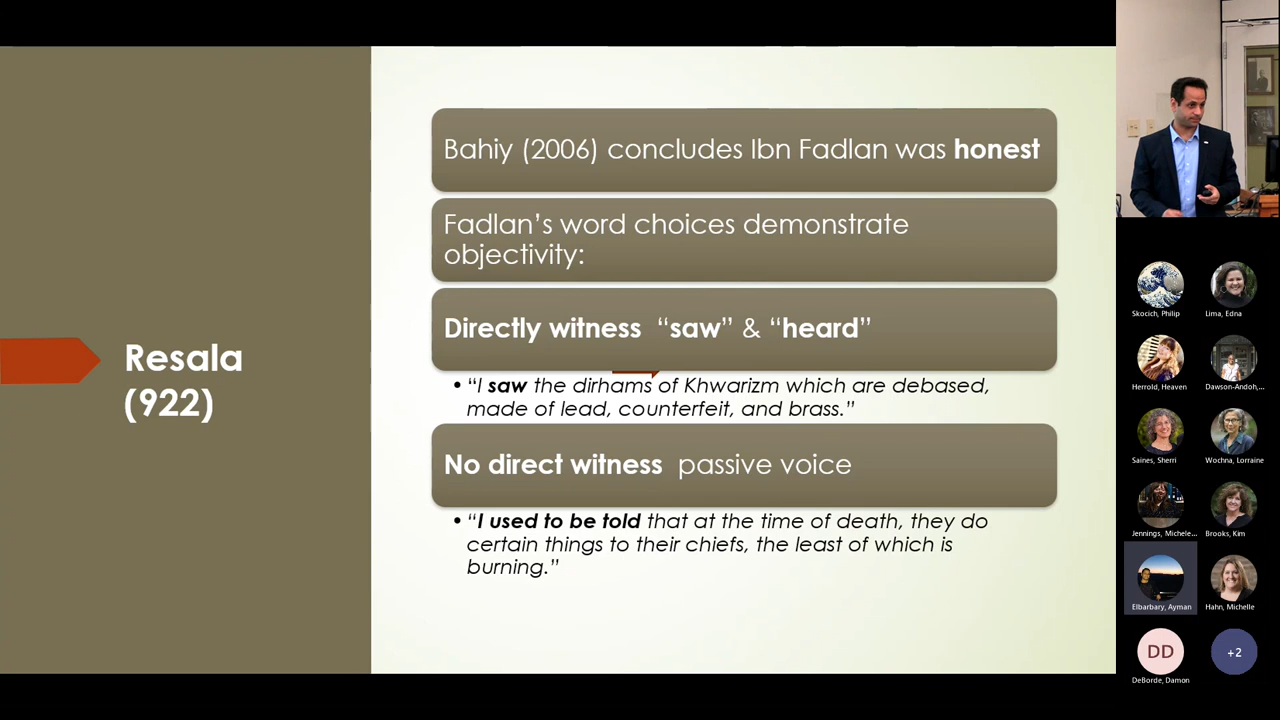 Bahiy (2006) concludes Ibn Fadlan was honest
Fadlan's word choices demonstrate
objectivity:
Directly witness “saw” & “heard”
• “I saw the dirhams of Khwarizm which are debased,
made of lead, counterfeit, and brass.”
Resala
(922)
No direct witness passive voice
• “I used to be told that at the time of death, they do
certain things to their chiefs, the least of which is
burning.”
Skocich, Philip
Lima, Edna
Herrold, Heaven
Dawson-Andoh,...
Saines, Sherri
Wochna, Lorraine
Jennings, Michele...
Brooks, Kim
Elbarbary, Ayman
Hahn, Michelle
DD
+2
DeBorde, Damon